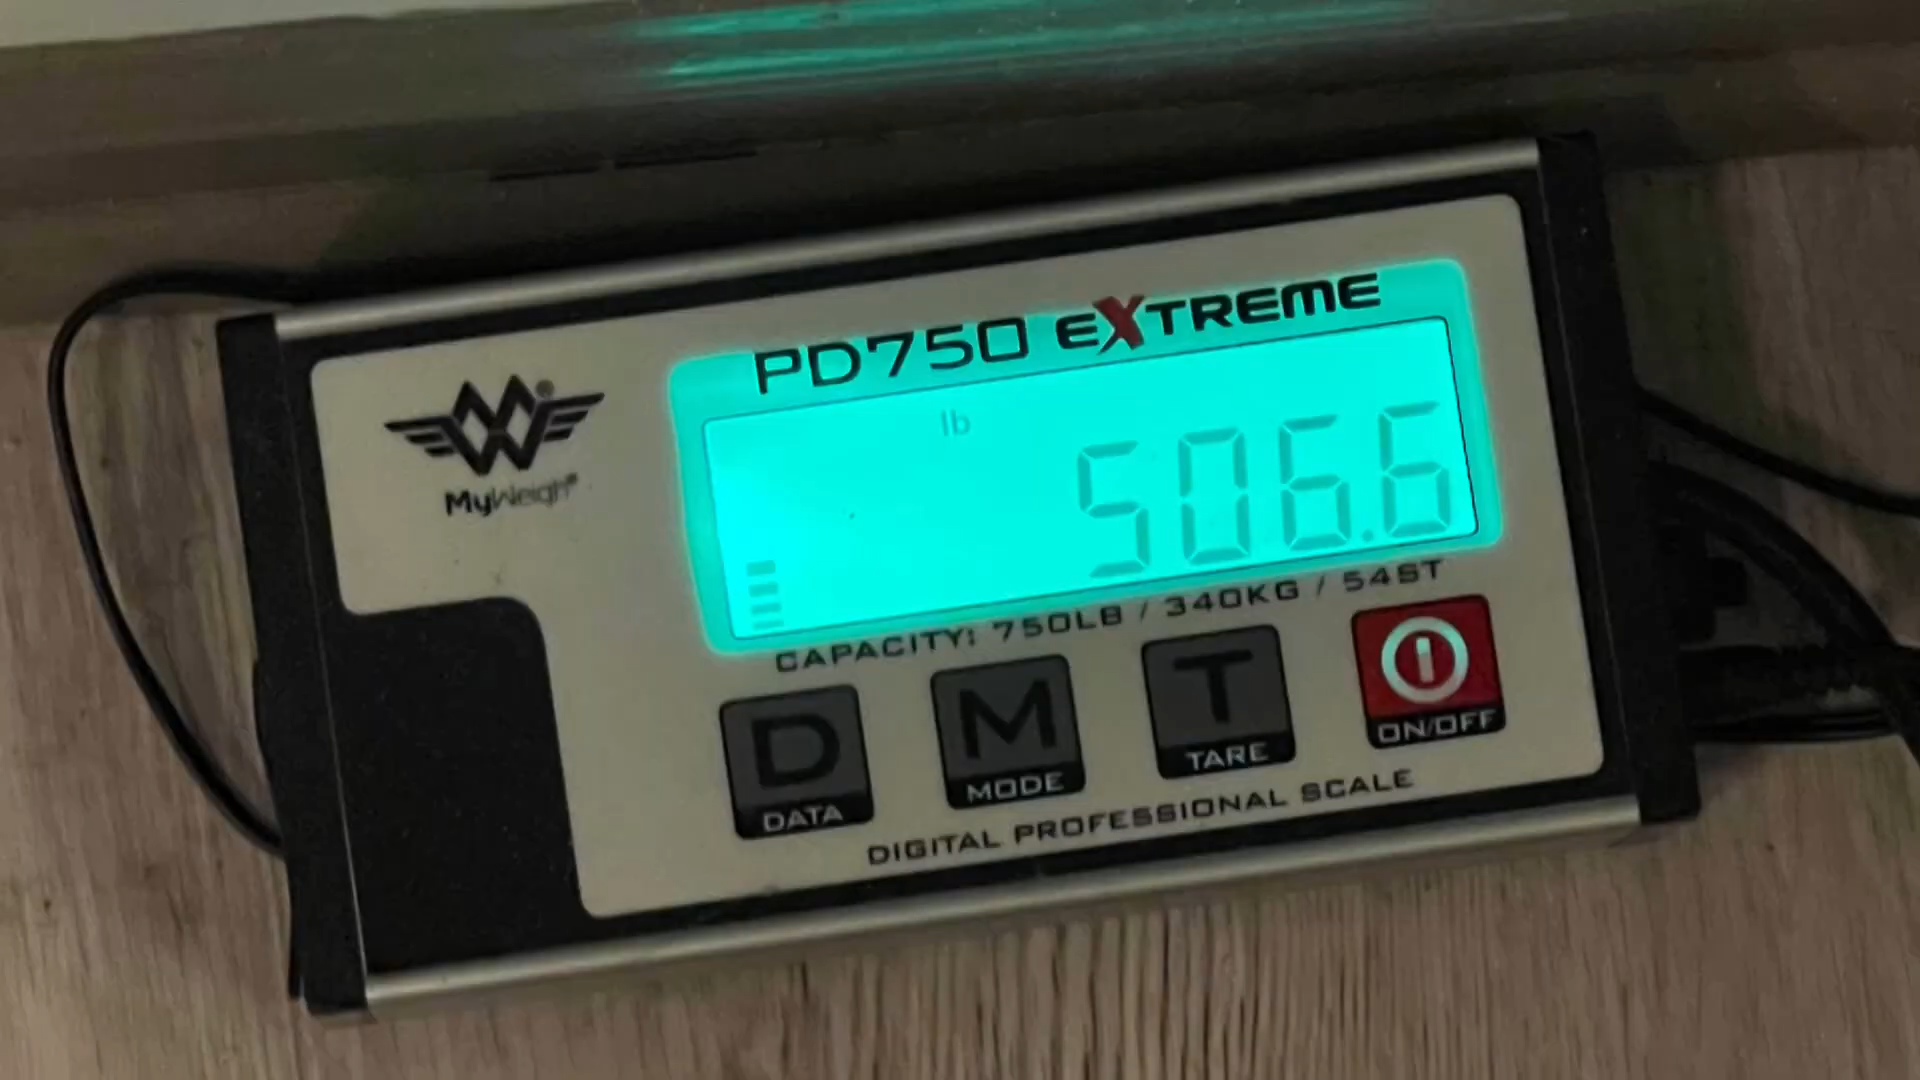 PD750 EXTREME
MyWeigh®
lb
506.6
CAPACITY: 750LB / 340KG / 54ST
D
DATA
M
MODE
T
TARE
ON/OFF
DIGITAL PROFESSIONAL SCALE